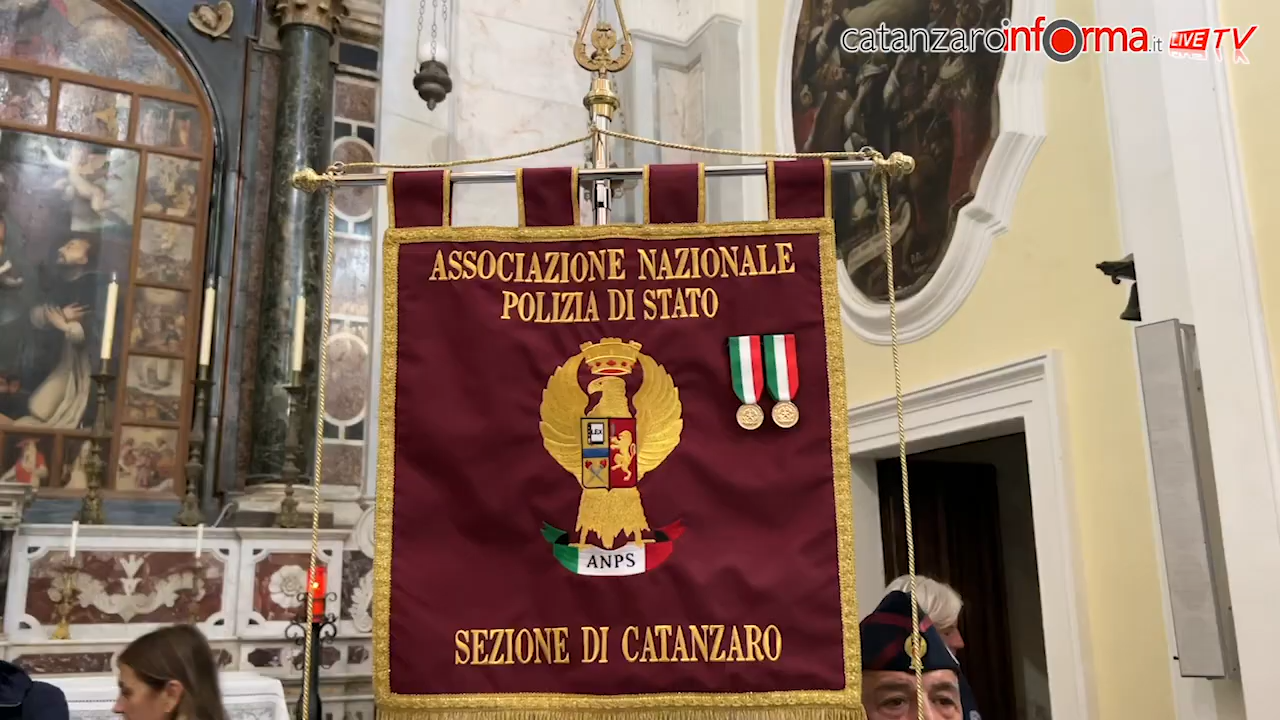 catanzaroinforma.it LIVE TV
ASSOCIAZIONE NAZIONALE
POLIZIA DI STATO
LEX
ANPS
SEZIONE DI CATANZARO